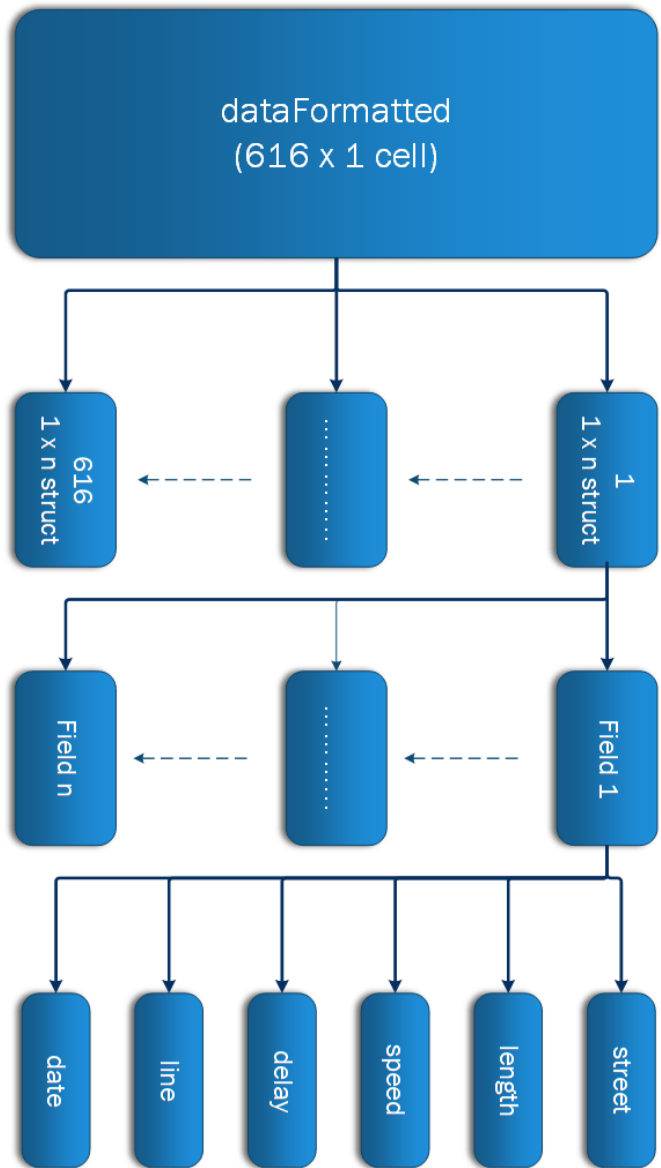 dataFormatted
(616 x 1 cell)
1
1 x n struct
..............
616
1 x n struct
Field 1
............
Field n
street
length
speed
delay
line
date